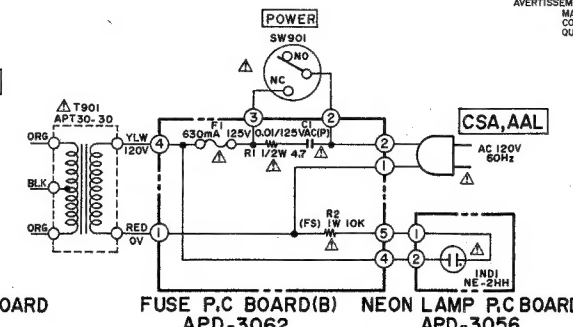 AVERTISSEM
MA
CO
QU
POWER
SW901
NO
NC
T901
APT30-30
F1
630mA 125V
C1
0.01/125VAC(P)
R1 1/2W 4.7
3
2
CSA,AAL
ORG
YLW
120V
4
2
AC 120V
60Hz
1
BLK
ORG
RED
0V
1
R2
(FS) 1W 10K
5
1
4
2
IND1
NE-2HH
OARD
FUSE P.C BOARD(B)
NEON LAMP P.C BOARD
APD-3062
APD-3056